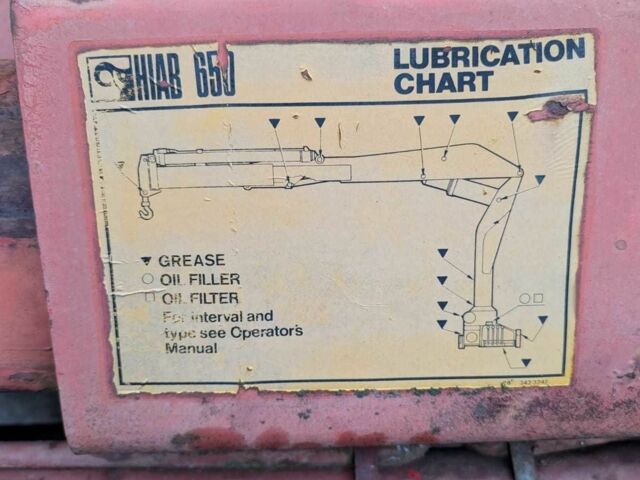 HIAB 650
LUBRICATION
CHART
GREASE
OIL FILLER
OIL FILTER
For interval and
type see Operator's
Manual